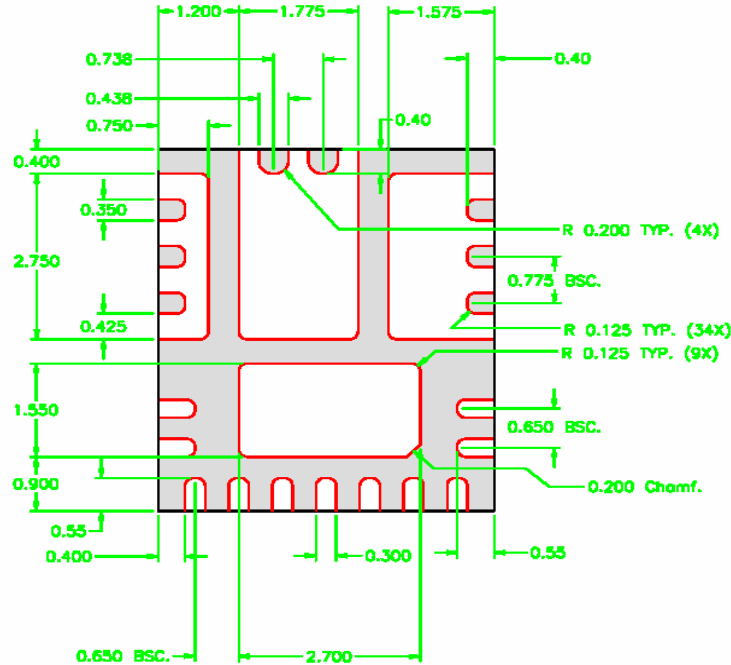 1.200 1.775 1.575
0.738 0.40
0.438
0.750 0.40
0.400
0.350
R 0.200 TYP. (4X)
2.750
0.775 BSC.
0.425
R 0.125 TYP. (34X)
R 0.125 TYP. (9X)
1.550
0.650 BSC.
0.900
0.200 Chamf.
0.55
0.400 0.300 0.55
0.650 BSC. 2.700